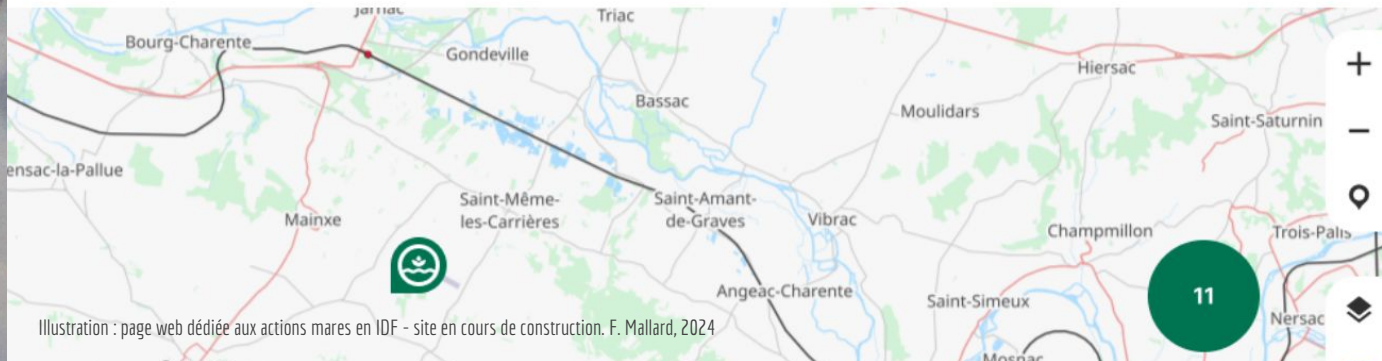 Jarnac
Triac
Bourg-Charente
Gondeville
Hiersac
Bassac
Moulidars
Saint-Saturnin
ensac-la-Pallue
Saint-Même-
les-Carrières
Saint-Amant-
de-Graves
Mainxe
Vibrac
Champmillon
Trois-Palis
Angeac-Charente
Saint-Simeux
11
Nersac
Illustration : page web dédiée aux actions mares en IDF - site en cours de construction. F. Mallard, 2024
Mosnac